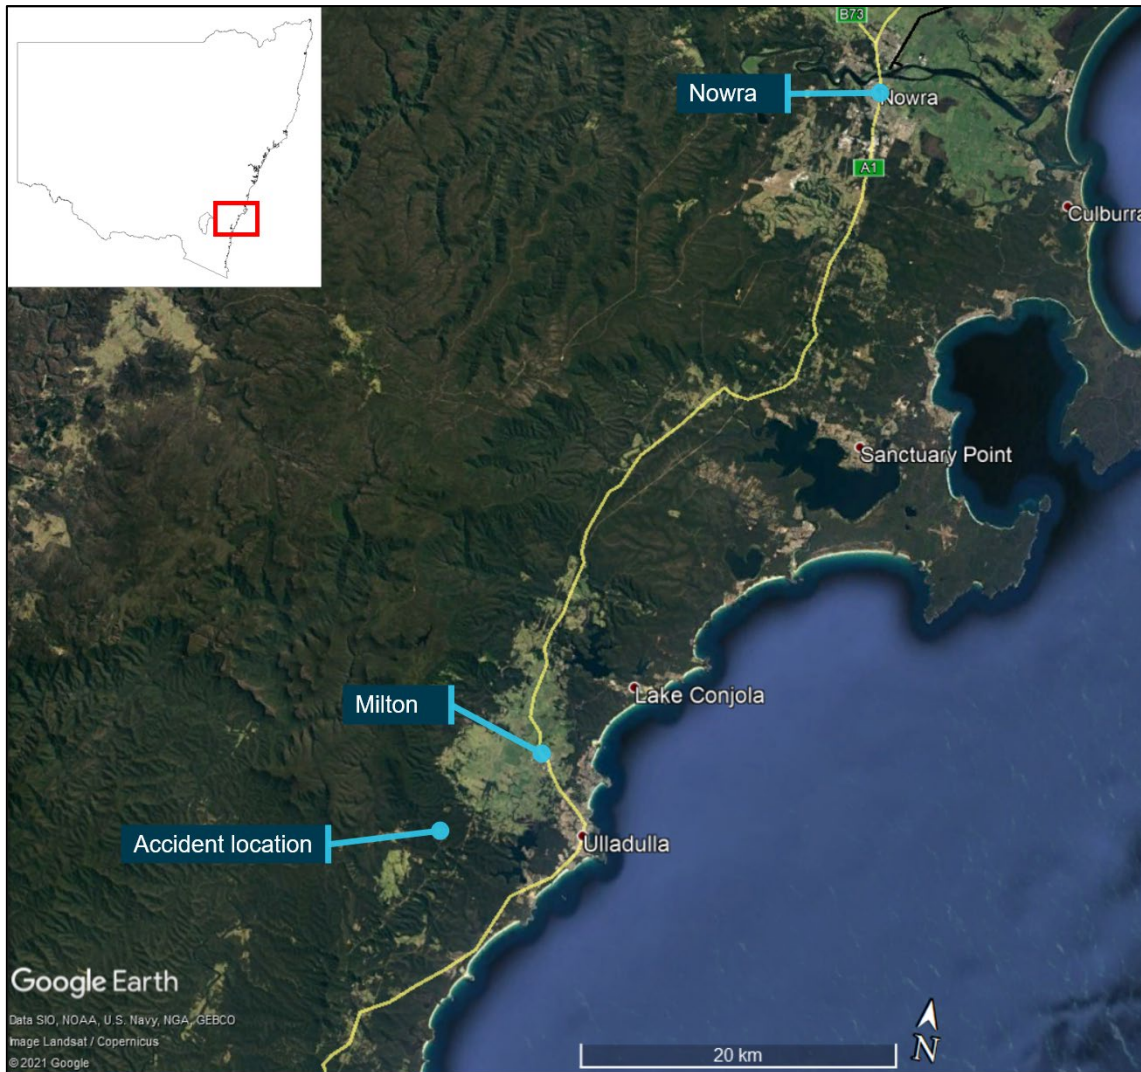 B73
Nowra
Nowra
A1
Culburra
Sanctuary Point
Lake Conjola
Milton
Accident location
Ulladulla
Google Earth
Data SIO, NOAA, U.S. Navy, NGA, GEBCO
Image Landsat / Copernicus
© 2021 Google
20 km
N